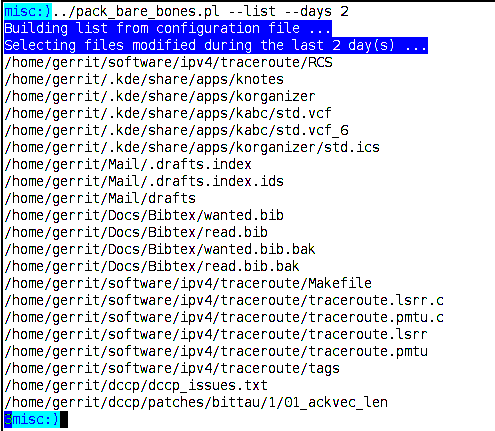 misc:)../pack_bare_bones.pl --list --days 2
Building list from configuration file ...
Selecting files modified during the last 2 day(s) ...
/home/gerrit/software/ipv4/traceroute/RCS
/home/gerrit/.kde/share/apps/knotes
/home/gerrit/.kde/share/apps/korganizer
/home/gerrit/.kde/share/apps/kabc/std.vcf
/home/gerrit/.kde/share/apps/kabc/std.vcf_6
/home/gerrit/.kde/share/apps/korganizer/std.ics
/home/gerrit/Mail/.drafts.index
/home/gerrit/Mail/.drafts.index.ids
/home/gerrit/Mail/drafts
/home/gerrit/Docs/Bibtex/wanted.bib
/home/gerrit/Docs/Bibtex/read.bib
/home/gerrit/Docs/Bibtex/wanted.bib.bak
/home/gerrit/Docs/Bibtex/read.bib.bak
/home/gerrit/software/ipv4/traceroute/Makefile
/home/gerrit/software/ipv4/traceroute/traceroute.lsrr.c
/home/gerrit/software/ipv4/traceroute/traceroute.pmtu.c
/home/gerrit/software/ipv4/traceroute/traceroute.lsrr
/home/gerrit/software/ipv4/traceroute/traceroute.pmtu
/home/gerrit/software/ipv4/traceroute/tags
/home/gerrit/dccp/dccp_issues.txt
/home/gerrit/dccp/patches/bittau/1/01_ackvec_len
3misc:)